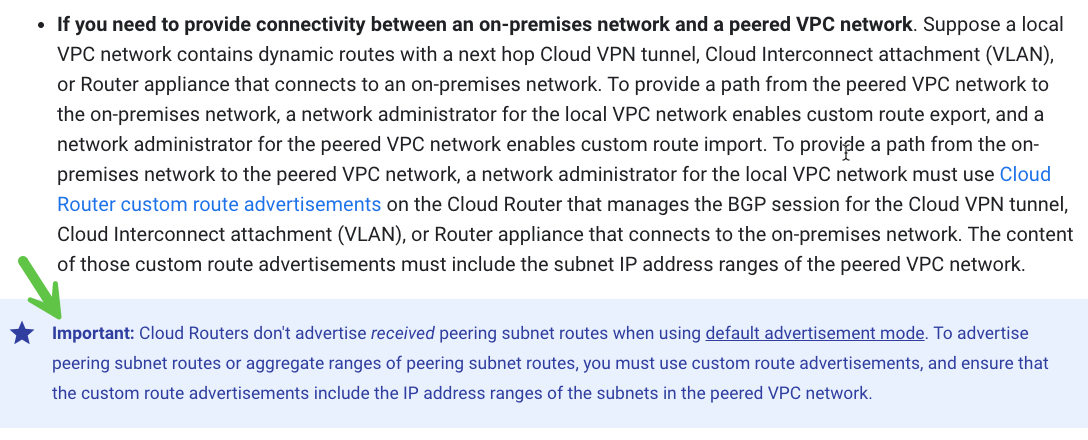 • If you need to provide connectivity between an on-premises network and a peered VPC network. Suppose a local
VPC network contains dynamic routes with a next hop Cloud VPN tunnel, Cloud Interconnect attachment (VLAN),
or Router appliance that connects to an on-premises network. To provide a path from the peered VPC network to
the on-premises network, a network administrator for the local VPC network enables custom route export, and a
network administrator for the peered VPC network enables custom route import. To provide a path from the on-
premises network to the peered VPC network, a network administrator for the local VPC network must use Cloud
Router custom route advertisements on the Cloud Router that manages the BGP session for the Cloud VPN tunnel,
Cloud Interconnect attachment (VLAN), or Router appliance that connects to the on-premises network. The content
of those custom route advertisements must include the subnet IP address ranges of the peered VPC network.
Important: Cloud Routers don't advertise received peering subnet routes when using default advertisement mode. To advertise
peering subnet routes or aggregate ranges of peering subnet routes, you must use custom route advertisements, and ensure that
the custom route advertisements include the IP address ranges of the subnets in the peered VPC network.